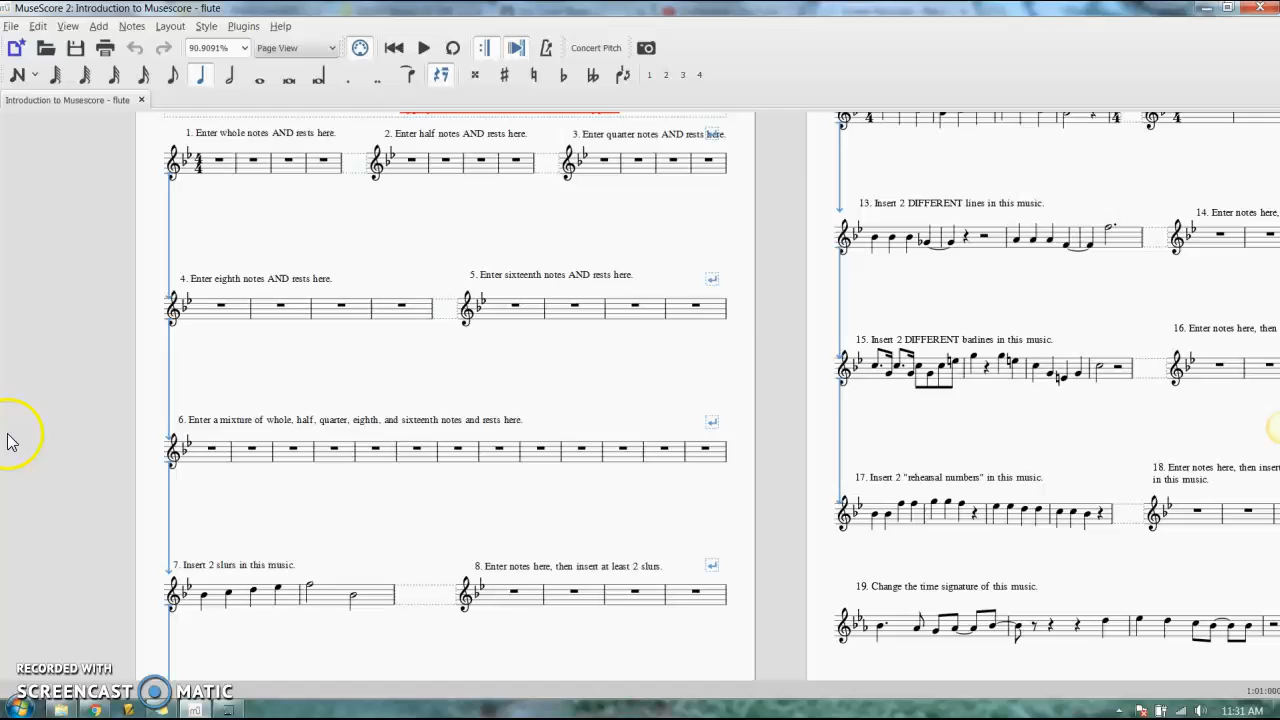 MuseScore 2: Introduction to Musescore - flute
File Edit View Add Notes Layout Style Plugins Help
90.9091% Page View Concert Pitch
1 2 3 4
Introduction to Musescore - flute
1. Enter whole notes AND rests here.
2. Enter half notes AND rests here.
3. Enter quarter notes AND rests here.
4. Enter eighth notes AND rests here.
5. Enter sixteenth notes AND rests here.
6. Enter a mixture of whole, half, quarter, eighth, and sixteenth notes and rests here.
7. Insert 2 slurs in this music.
8. Enter notes here, then insert at least 2 slurs.
13. Insert 2 DIFFERENT lines in this music.
14. Enter notes here,
15. Insert 2 DIFFERENT barlines in this music.
16. Enter notes here, then
17. Insert 2 "rehearsal numbers" in this music.
18. Enter notes here, then inser
in this music.
19. Change the time signature of this music.
1:01:000
RECORDED WITH
SCREENCAST MATIC
11:31 AM